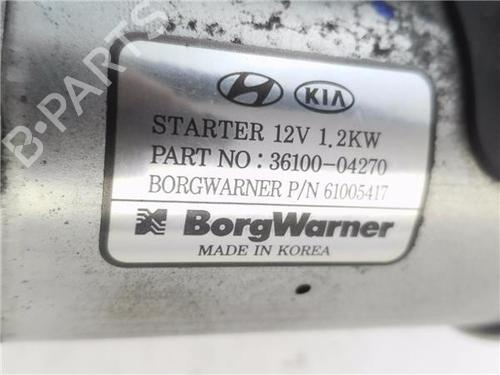 KIA
STARTER 12V 1.2KW
PART NO : 36100-04270
BORGWARNER P/N 61005417
BorgWarner
MADE IN KOREA
B-PARTS